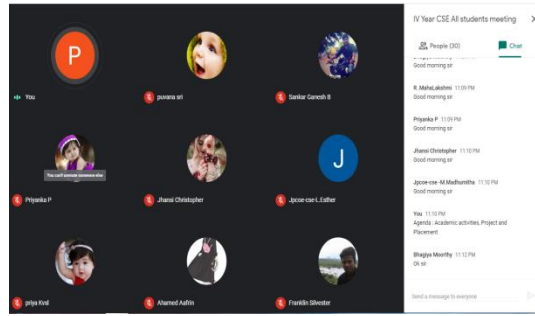 P
You
puvana sri
Sankar Ganesh B
You can't unmute someone else
Priyanka P
Jhansi Christopher
J
Jpcoe-cse-L.Esther
priya Kvsl
Ahamed Aafrin
Franklin Silvester
IV Year CSE All students meeting
People (30)
Chat
Good morning sir
R. MahaLakshmi 11:09 PM
Good morning sir
Priyanka P 11:09 PM
Good morning sir
Jhansi Christopher 11:10 PM
Good morning sir
Jpcoe-cse-M.Madhumitha 11:10 PM
Good morning sir
You 11:10 PM
Agenda : Academic activities, Project and
Placement
Bhagiya Moorthy 11:12 PM
Ok sir
Send a message to everyone